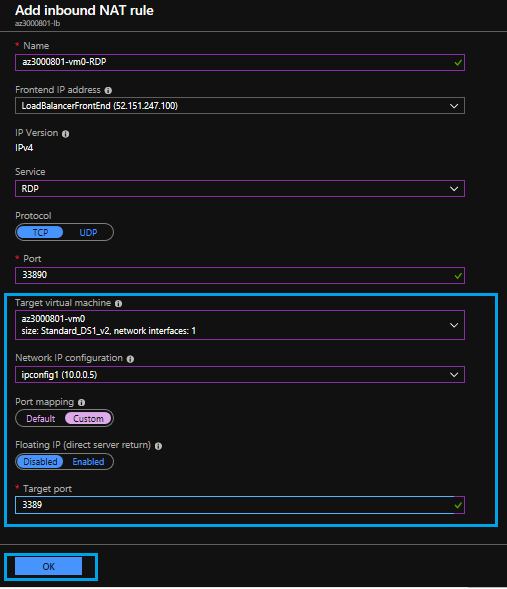 Add inbound NAT rule
az3000801-lb
* Name
az3000801-vm0-RDP
Frontend IP address
LoadBalancerFrontEnd (52.151.247.100)
IP Version
IPv4
Service
RDP
Protocol
TCP UDP
* Port
33890
Target virtual machine
az3000801-vm0
size: Standard_DS1_v2, network interfaces: 1
Network IP configuration
ipconfig1 (10.0.0.5)
Port mapping
Default Custom
Floating IP (direct server return)
Disabled Enabled
* Target port
3389
OK